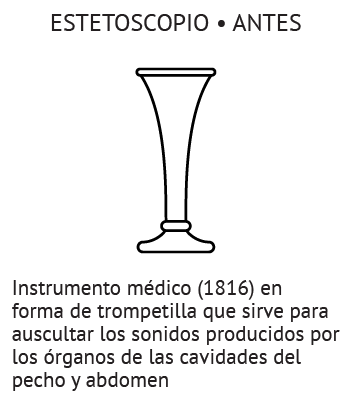 ESTETOSCOPIO • ANTES
Instrumento médico (1816) en
forma de trompetilla que sirve para
auscultar los sonidos producidos por
los órganos de las cavidades del
pecho y abdomen